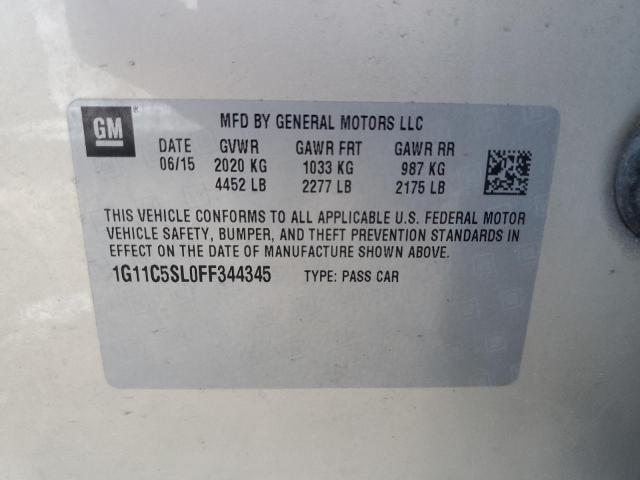 GM ®
MFD BY GENERAL MOTORS LLC
DATE GVWR GAWR FRT GAWR RR
06/15 2020 KG 1033 KG 987 KG
4452 LB 2277 LB 2175 LB
THIS VEHICLE CONFORMS TO ALL APPLICABLE U.S. FEDERAL MOTOR
VEHICLE SAFETY, BUMPER, AND THEFT PREVENTION STANDARDS IN
EFFECT ON THE DATE OF MANUFACTURE SHOWN ABOVE.
1G11C5SL0FF344345 TYPE: PASS CAR